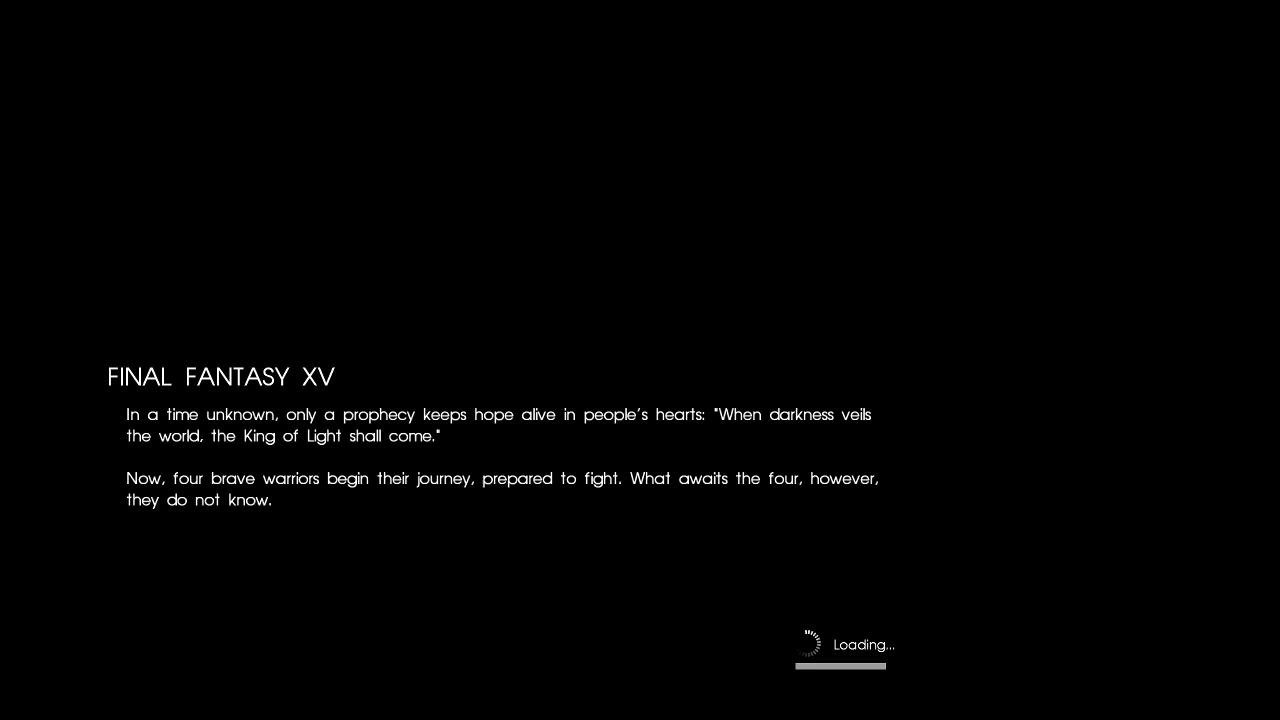 FINAL FANTASY XV
In a time unknown, only a prophecy keeps hope alive in people's hearts: "When darkness veils
the world, the King of Light shall come."
Now, four brave warriors begin their journey, prepared to fight. What awaits the four, however,
they do not know.
Loading...